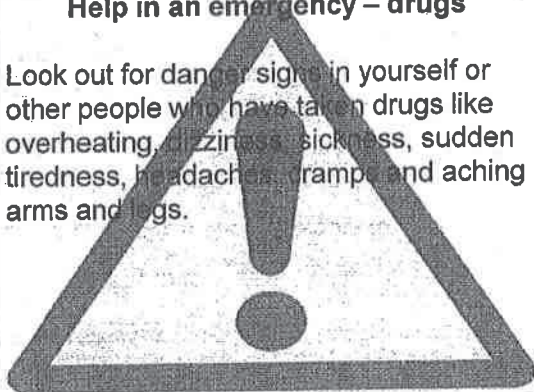 Help in an emergency – drugs
Look out for danger signs in yourself or
other people who have taken drugs like
overheating, dizziness, sickness, sudden
tiredness, headaches, cramps and aching
arms and legs.